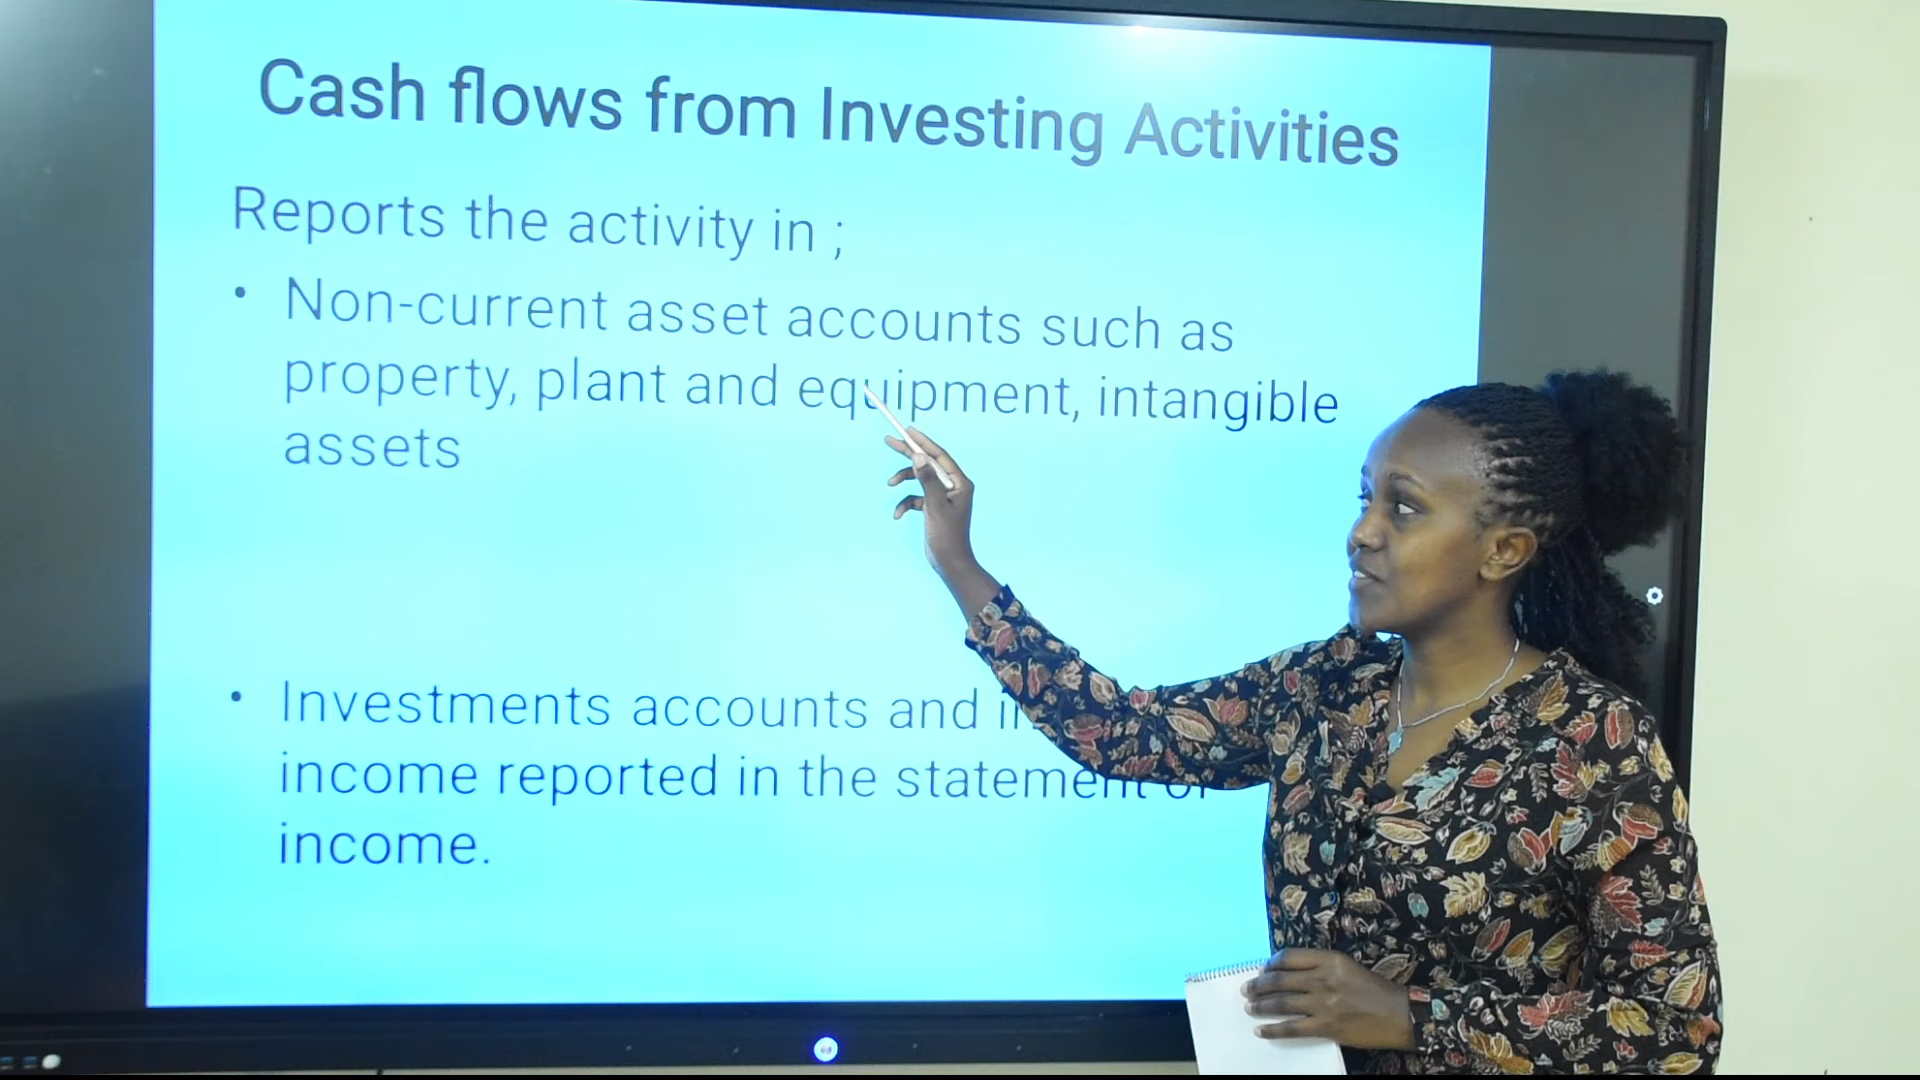 Cash flows from Investing Activities
Reports the activity in ;
• Non-current asset accounts such as
property, plant and equipment, intangible
assets
• Investments accounts and
income reported in the statement of
income.